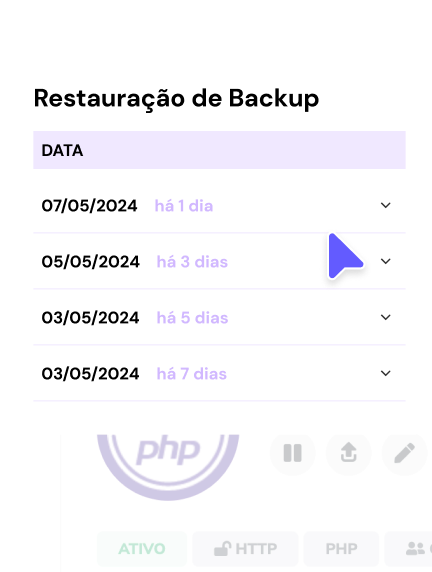 Restauração de Backup
DATA
07/05/2024 há 1 dia
05/05/2024 há 3 dias
03/05/2024 há 5 dias
03/05/2024 há 7 dias
php
ATIVO HTTP PHP